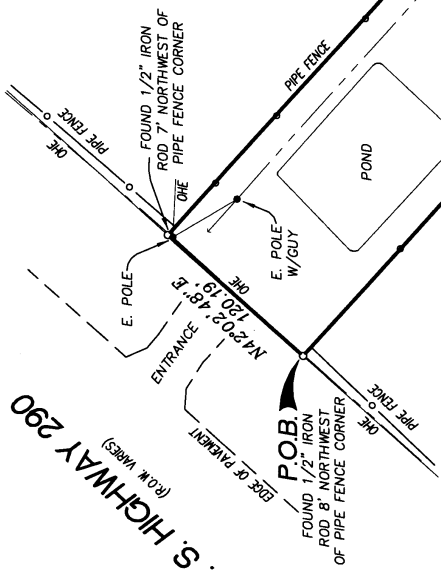 PIPE FENCE
OHE
FOUND 1/2" IRON
ROD 7' NORTHWEST OF
PIPE FENCE CORNER
OHE
PIPE FENCE
E. POLE
E. POLE
W/GUY
POND
OHE
N42°02'48" E
120.19'
ENTRANCE
EDGE OF PAVEMENT
. S. HIGHWAY 290
(R.O.W. VARIES)
P.O.B.
FOUND 1/2" IRON
ROD 8' NORTHWEST
OF PIPE FENCE CORNER
PIPE FENCE
OHE